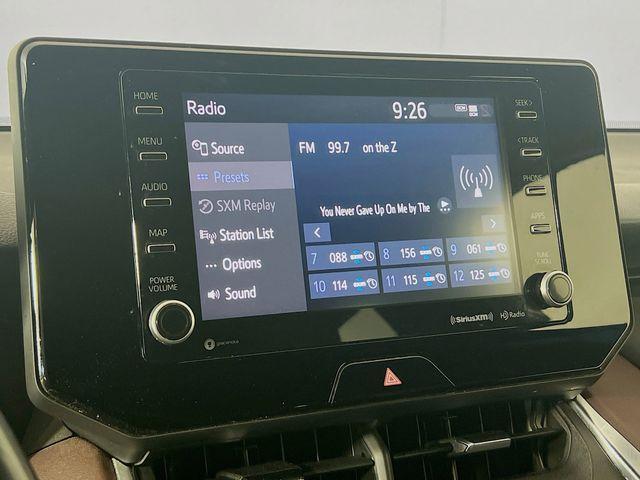 HOME
MENU
AUDIO
MAP
POWER
VOLUME
Radio
9:26
Source
Presets
SXM Replay
Station List
Options
Sound
FM 99.7 on the Z
You Never Gave Up On Me by The
<
>
7 088
8 156
9 061
10 114
11 115
12 125
SEEK>
<TRACK
PHONE
APPS
TUNE
SCROLL
((SiriusXM))
HD Radio
gracenote